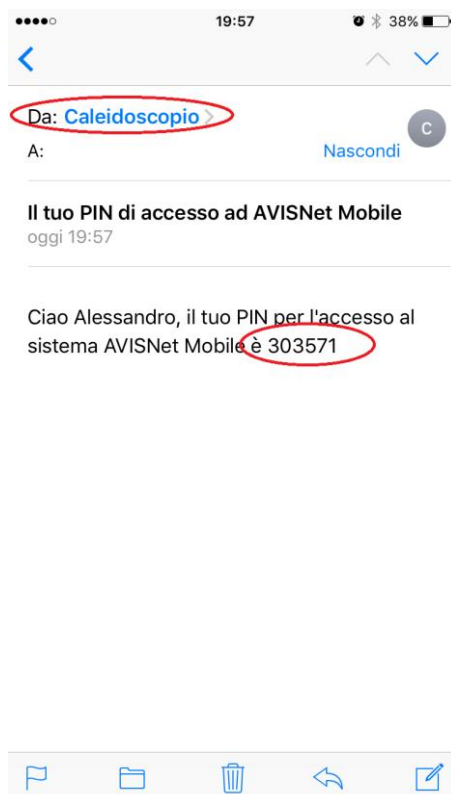 19:57 38%
Da: Caleidoscopio
C
A: Nascondi
Il tuo PIN di accesso ad AVISNet Mobile
oggi 19:57
Ciao Alessandro, il tuo PIN per l'accesso al
sistema AVISNet Mobile è 303571